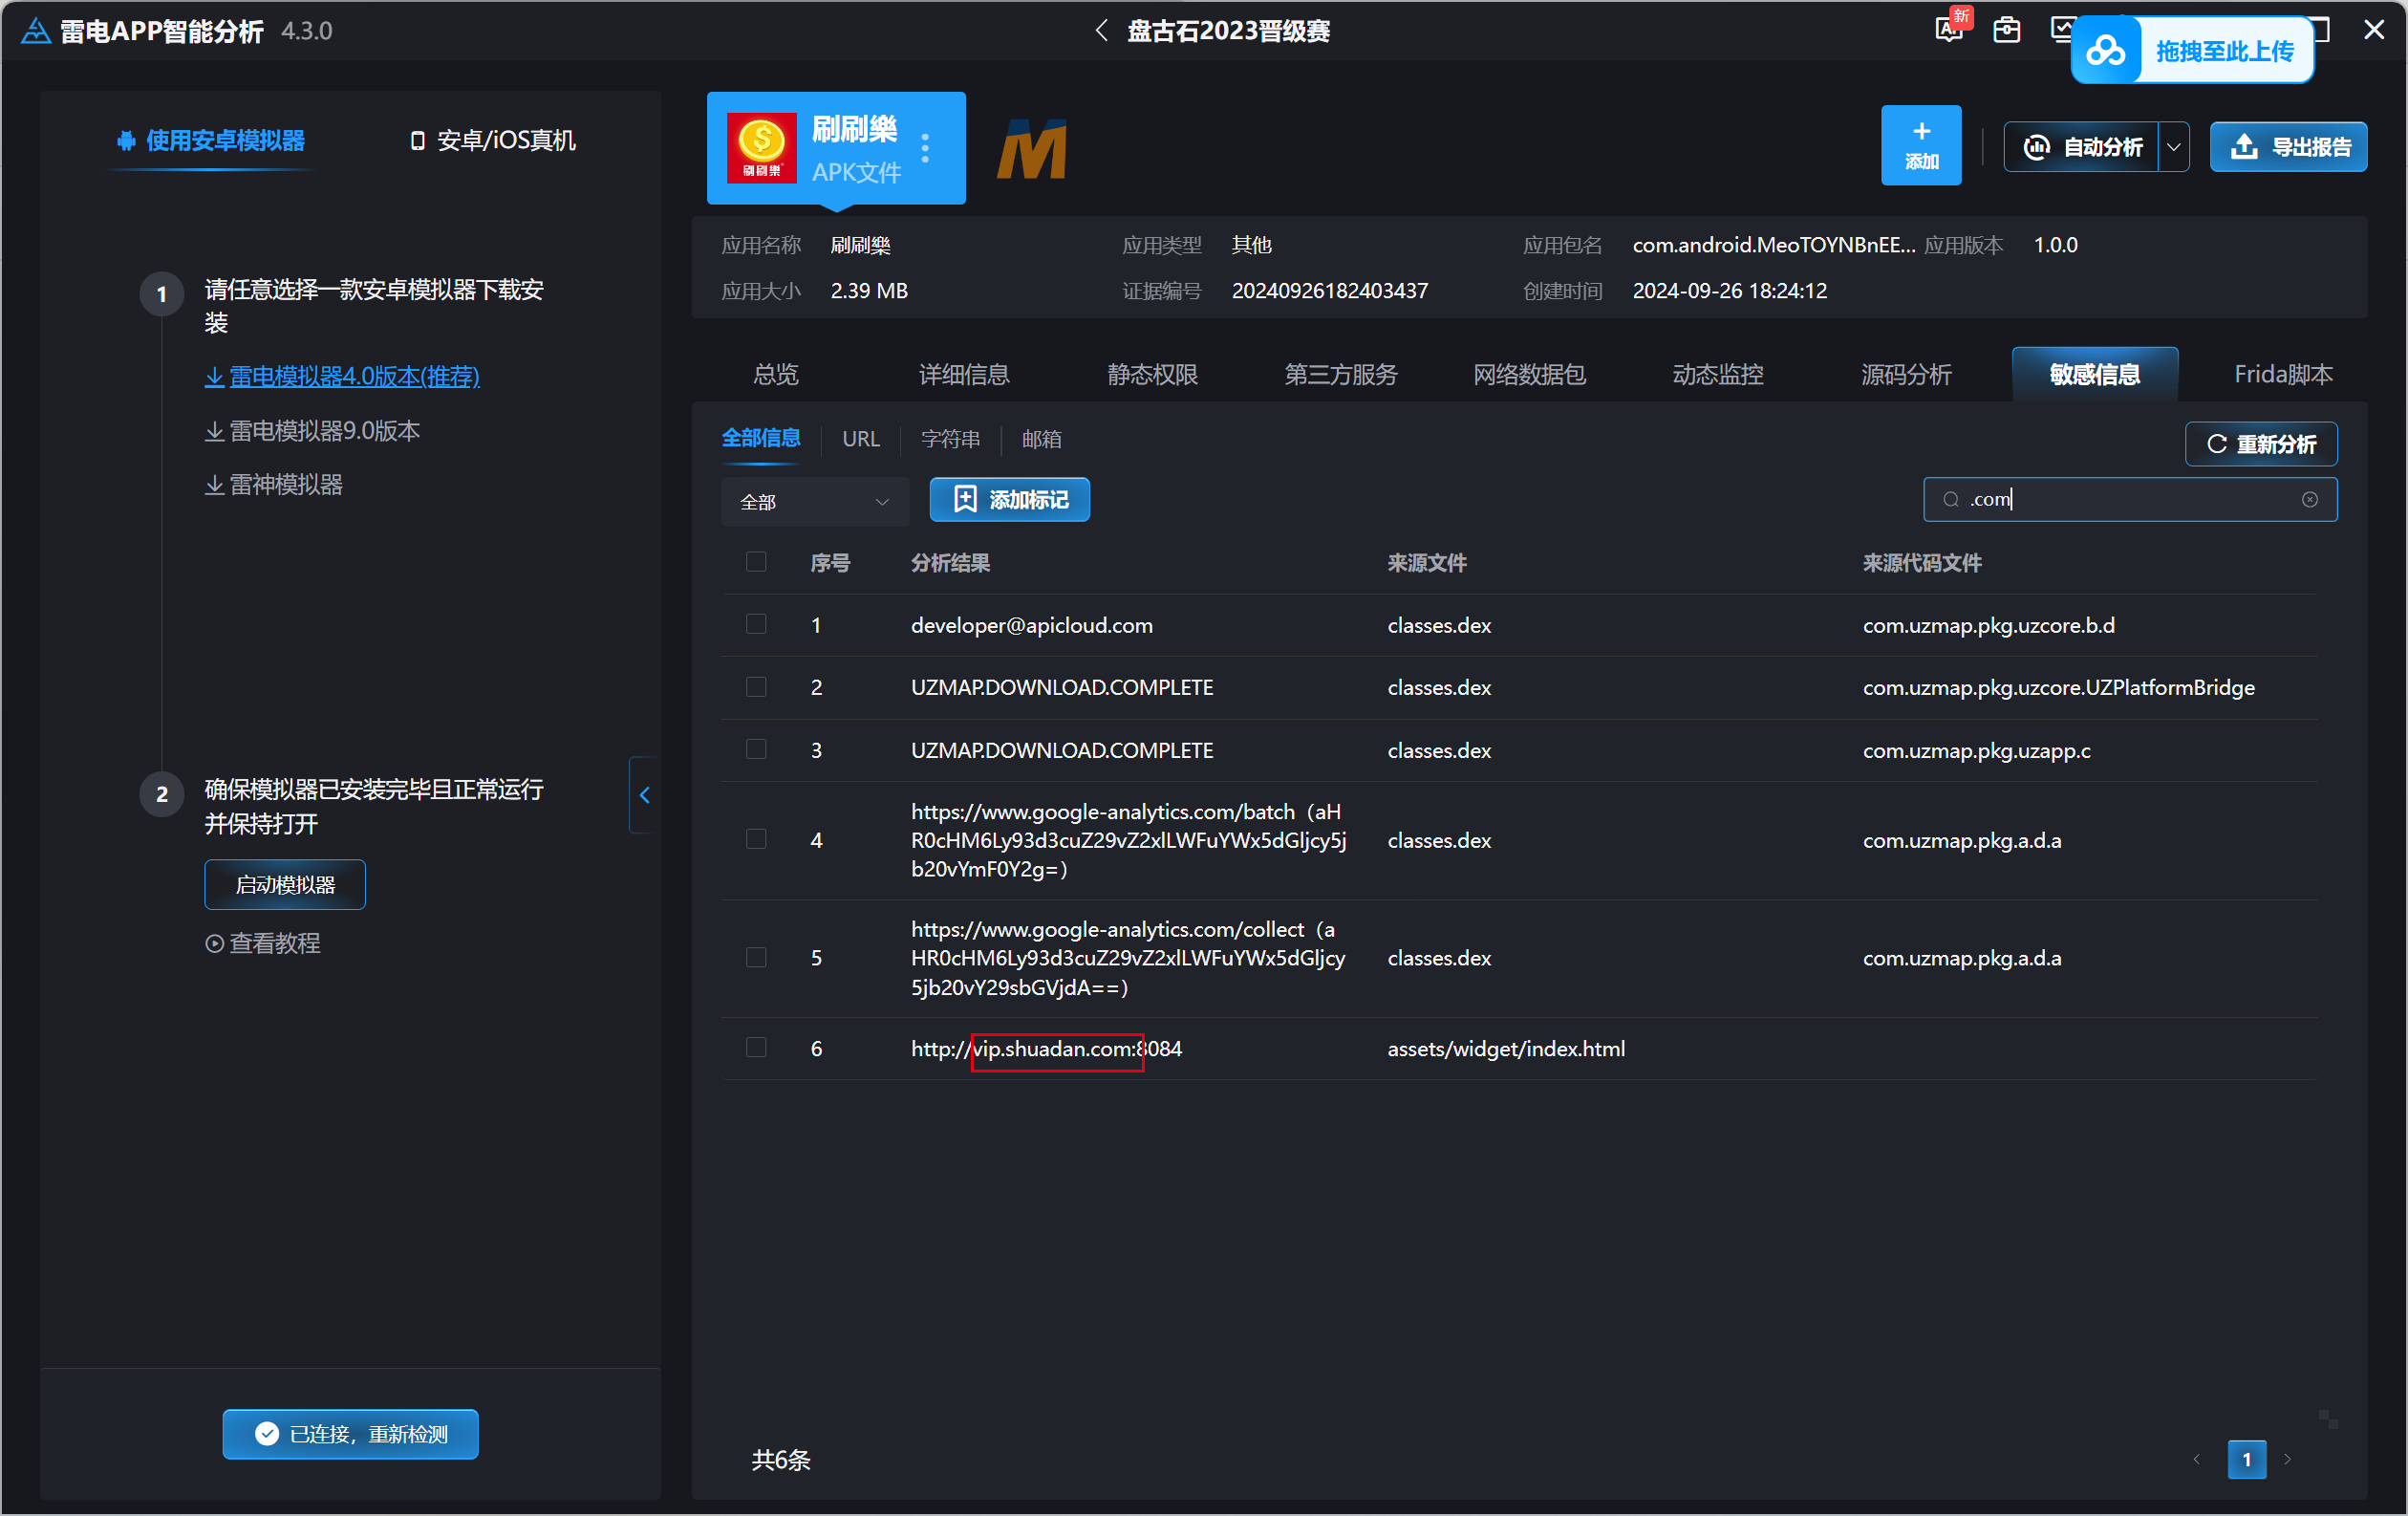 雷电APP智能分析 4.3.0
盘古石2023晋级赛
新
拖拽至此上传
使用安卓模拟器
安卓/iOS真机
1
请任意选择一款安卓模拟器下载安
装
雷电模拟器4.0版本(推荐)
雷电模拟器9.0版本
雷神模拟器
2
确保模拟器已安装完毕且正常运行
并保持打开
启动模拟器
查看教程
已连接，重新检测
刷刷樂
刷刷樂
APK文件
M
添加
自动分析
导出报告
应用名称 刷刷樂 应用类型 其他 应用包名 com.android.MeoTOYNBnEE... 应用版本 1.0.0
应用大小 2.39 MB 证据编号 20240926182403437 创建时间 2024-09-26 18:24:12
总览 详细信息 静态权限 第三方服务 网络数据包 动态监控 源码分析 敏感信息 Frida脚本
全部信息 URL 字符串 邮箱
重新分析
全部
添加标记
.com
序号 分析结果 来源文件 来源代码文件
1 developer@apicloud.com classes.dex com.uzmap.pkg.uzcore.b.d
2 UZMAP.DOWNLOAD.COMPLETE classes.dex com.uzmap.pkg.uzcore.UZPlatformBridge
3 UZMAP.DOWNLOAD.COMPLETE classes.dex com.uzmap.pkg.uzapp.c
https://www.google-analytics.com/batch（aH
4 R0cHM6Ly93d3cuZ29vZ2xlLWFuYWx5dGljcy5j classes.dex com.uzmap.pkg.a.d.a
b20vYmF0Y2g=）
https://www.google-analytics.com/collect（a
5 HR0cHM6Ly93d3cuZ29vZ2xlLWFuYWx5dGljcy classes.dex com.uzmap.pkg.a.d.a
5jb20vY29sbGVjdA==）
6 http://vip.shuadan.com:8084 assets/widget/index.html
共6条
1